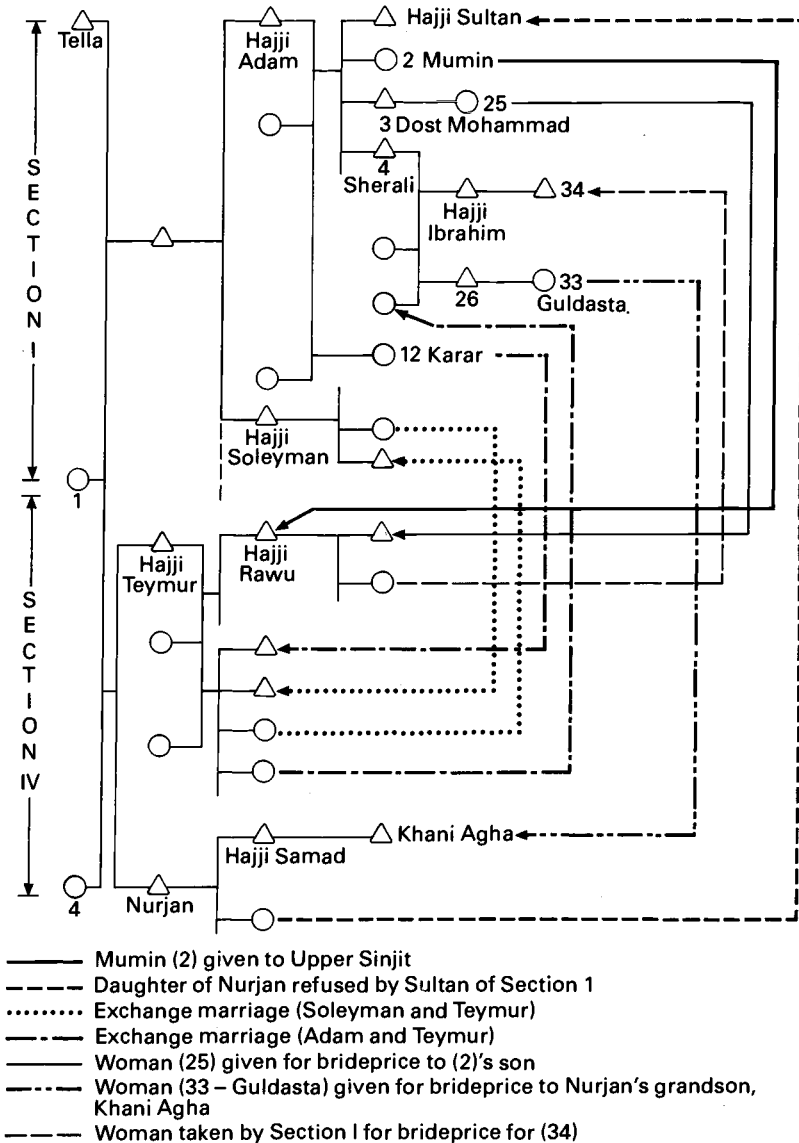 Tella
Hajji
Adam
Hajji Sultan
2 Mumin
25
3 Dost Mohammad
4
Sherali
34
Hajji
Ibrahim
33
26
Guldasta.
12 Karar
SECTION I
Hajji
Soleyman
1
Hajji
Teymur
Hajji
Rawu
SECTION IV
Khani Agha
Hajji Samad
4
Nurjan
Mumin (2) given to Upper Sinjit
Daughter of Nurjan refused by Sultan of Section 1
Exchange marriage (Soleyman and Teymur)
Exchange marriage (Adam and Teymur)
Woman (25) given for brideprice to (2)'s son
Woman (33 – Guldasta) given for brideprice to Nurjan's grandson,
Khani Agha
Woman taken by Section I for brideprice for (34)